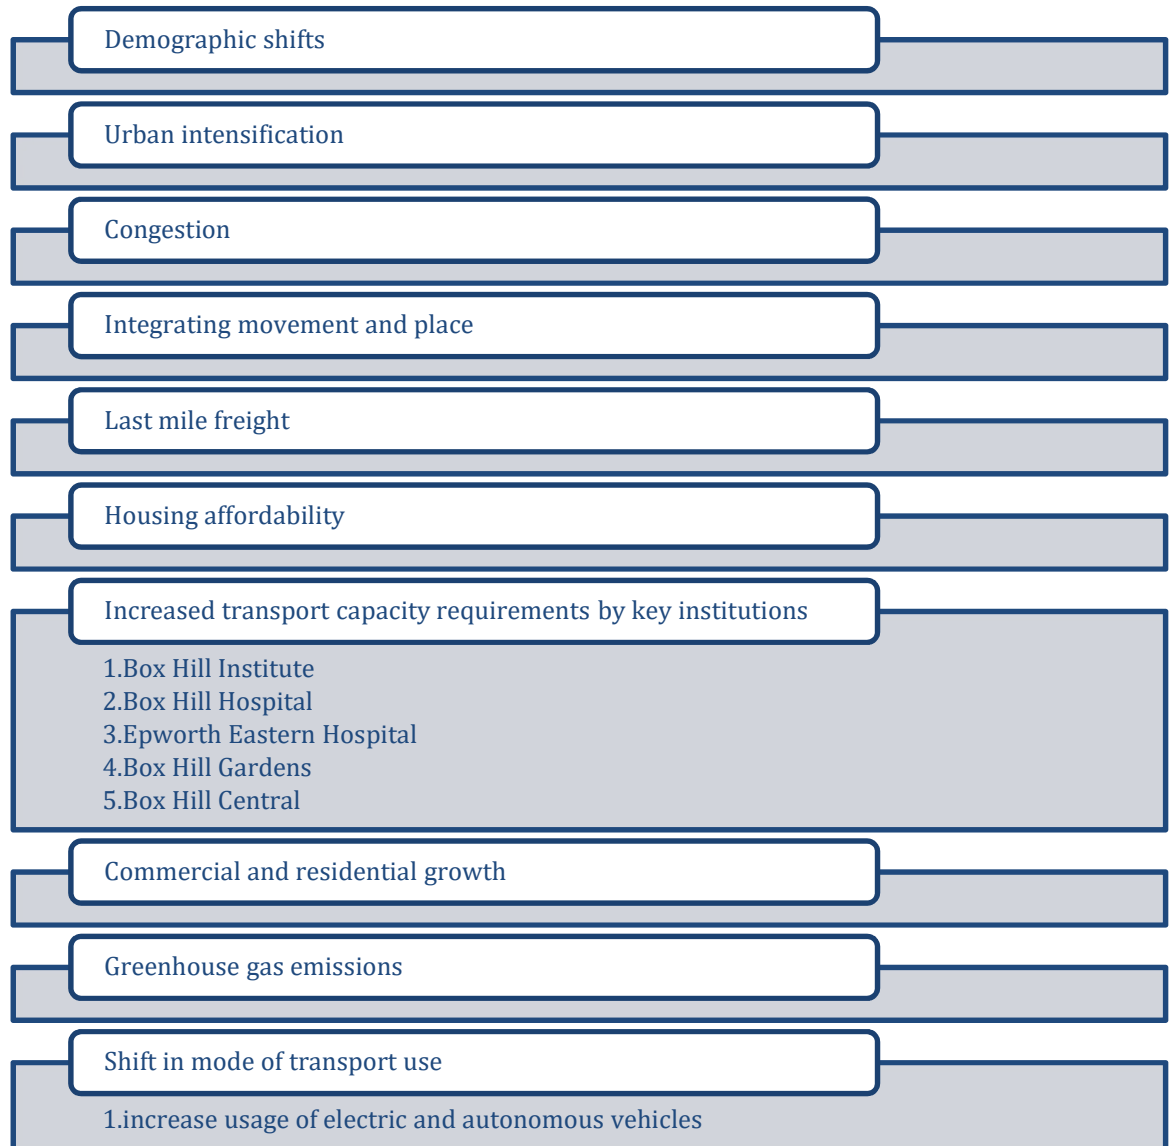 Demographic shifts
Urban intensification
Congestion
Integrating movement and place
Last mile freight
Housing affordability
Increased transport capacity requirements by key institutions
1.Box Hill Institute
2.Box Hill Hospital
3.Epworth Eastern Hospital
4.Box Hill Gardens
5.Box Hill Central
Commercial and residential growth
Greenhouse gas emissions
Shift in mode of transport use
1.increase usage of electric and autonomous vehicles